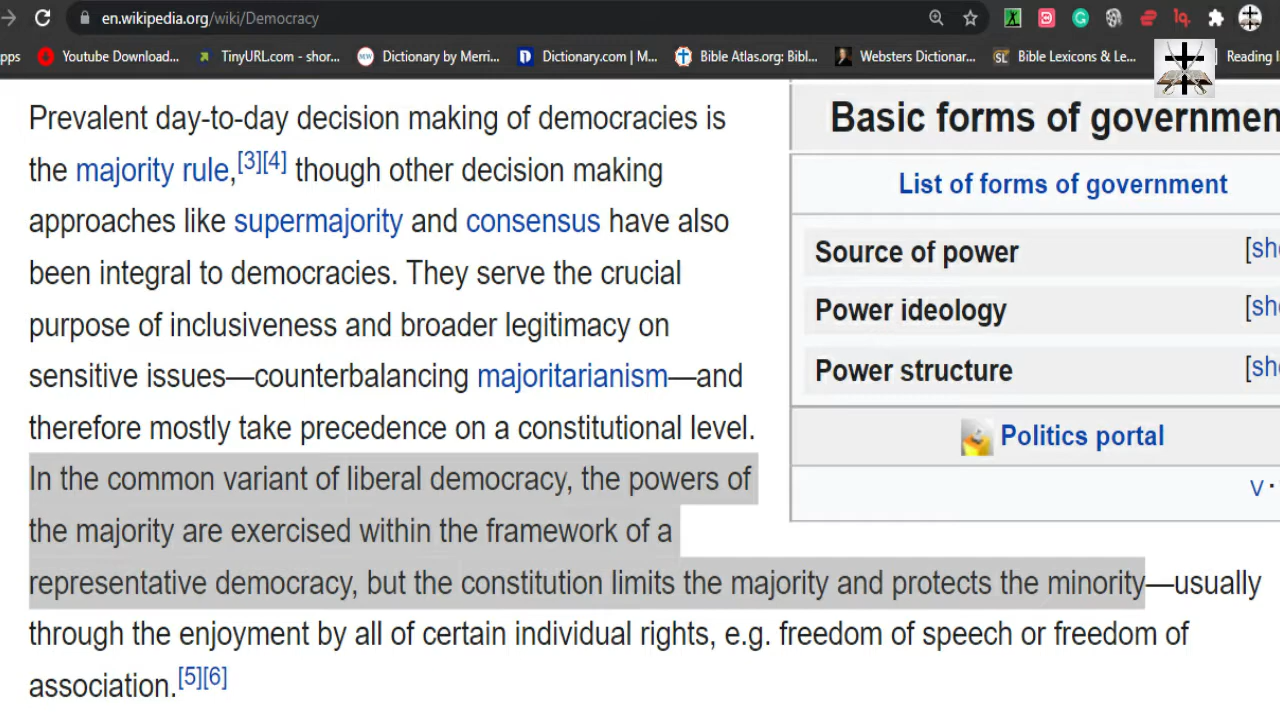 en.wikipedia.org/wiki/Democracy
pps Youtube Download... TinyURL.com - shor... Dictionary by Merri... Dictionary.com | M... Bible Atlas.org: Bibl... Websters Dictionar... Bible Lexicons & Le... Reading
Prevalent day-to-day decision making of democracies is
the majority rule,[3][4] though other decision making
approaches like supermajority and consensus have also
been integral to democracies. They serve the crucial
purpose of inclusiveness and broader legitimacy on
sensitive issues—counterbalancing majoritarianism—and
therefore mostly take precedence on a constitutional level.
In the common variant of liberal democracy, the powers of
the majority are exercised within the framework of a
representative democracy, but the constitution limits the majority and protects the minority—usually
through the enjoyment by all of certain individual rights, e.g. freedom of speech or freedom of
association.[5][6]
Basic forms of governmen
List of forms of government
Source of power [sh
Power ideology [sh
Power structure [sh
Politics portal
V ·